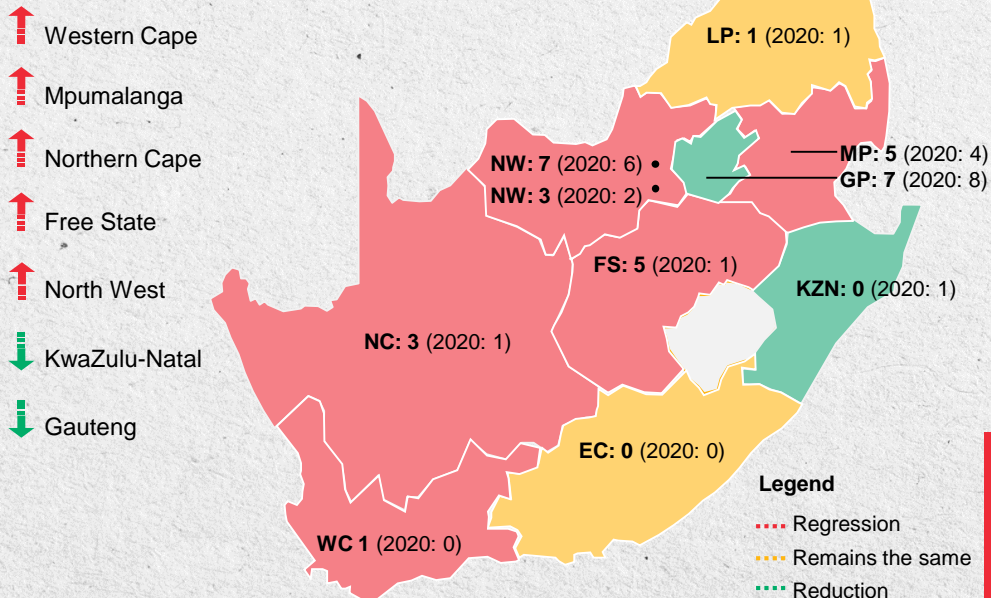 Western Cape
Mpumalanga
Northern Cape
Free State
North West
KwaZulu-Natal
Gauteng
LP: 1 (2020: 1)
NW: 7 (2020: 6)
NW: 3 (2020: 2)
MP: 5 (2020: 4)
GP: 7 (2020: 8)
FS: 5 (2020: 1)
KZN: 0 (2020: 1)
NC: 3 (2020: 1)
EC: 0 (2020: 0)
WC 1 (2020: 0)
Legend
Regression
Remains the same
Reduction